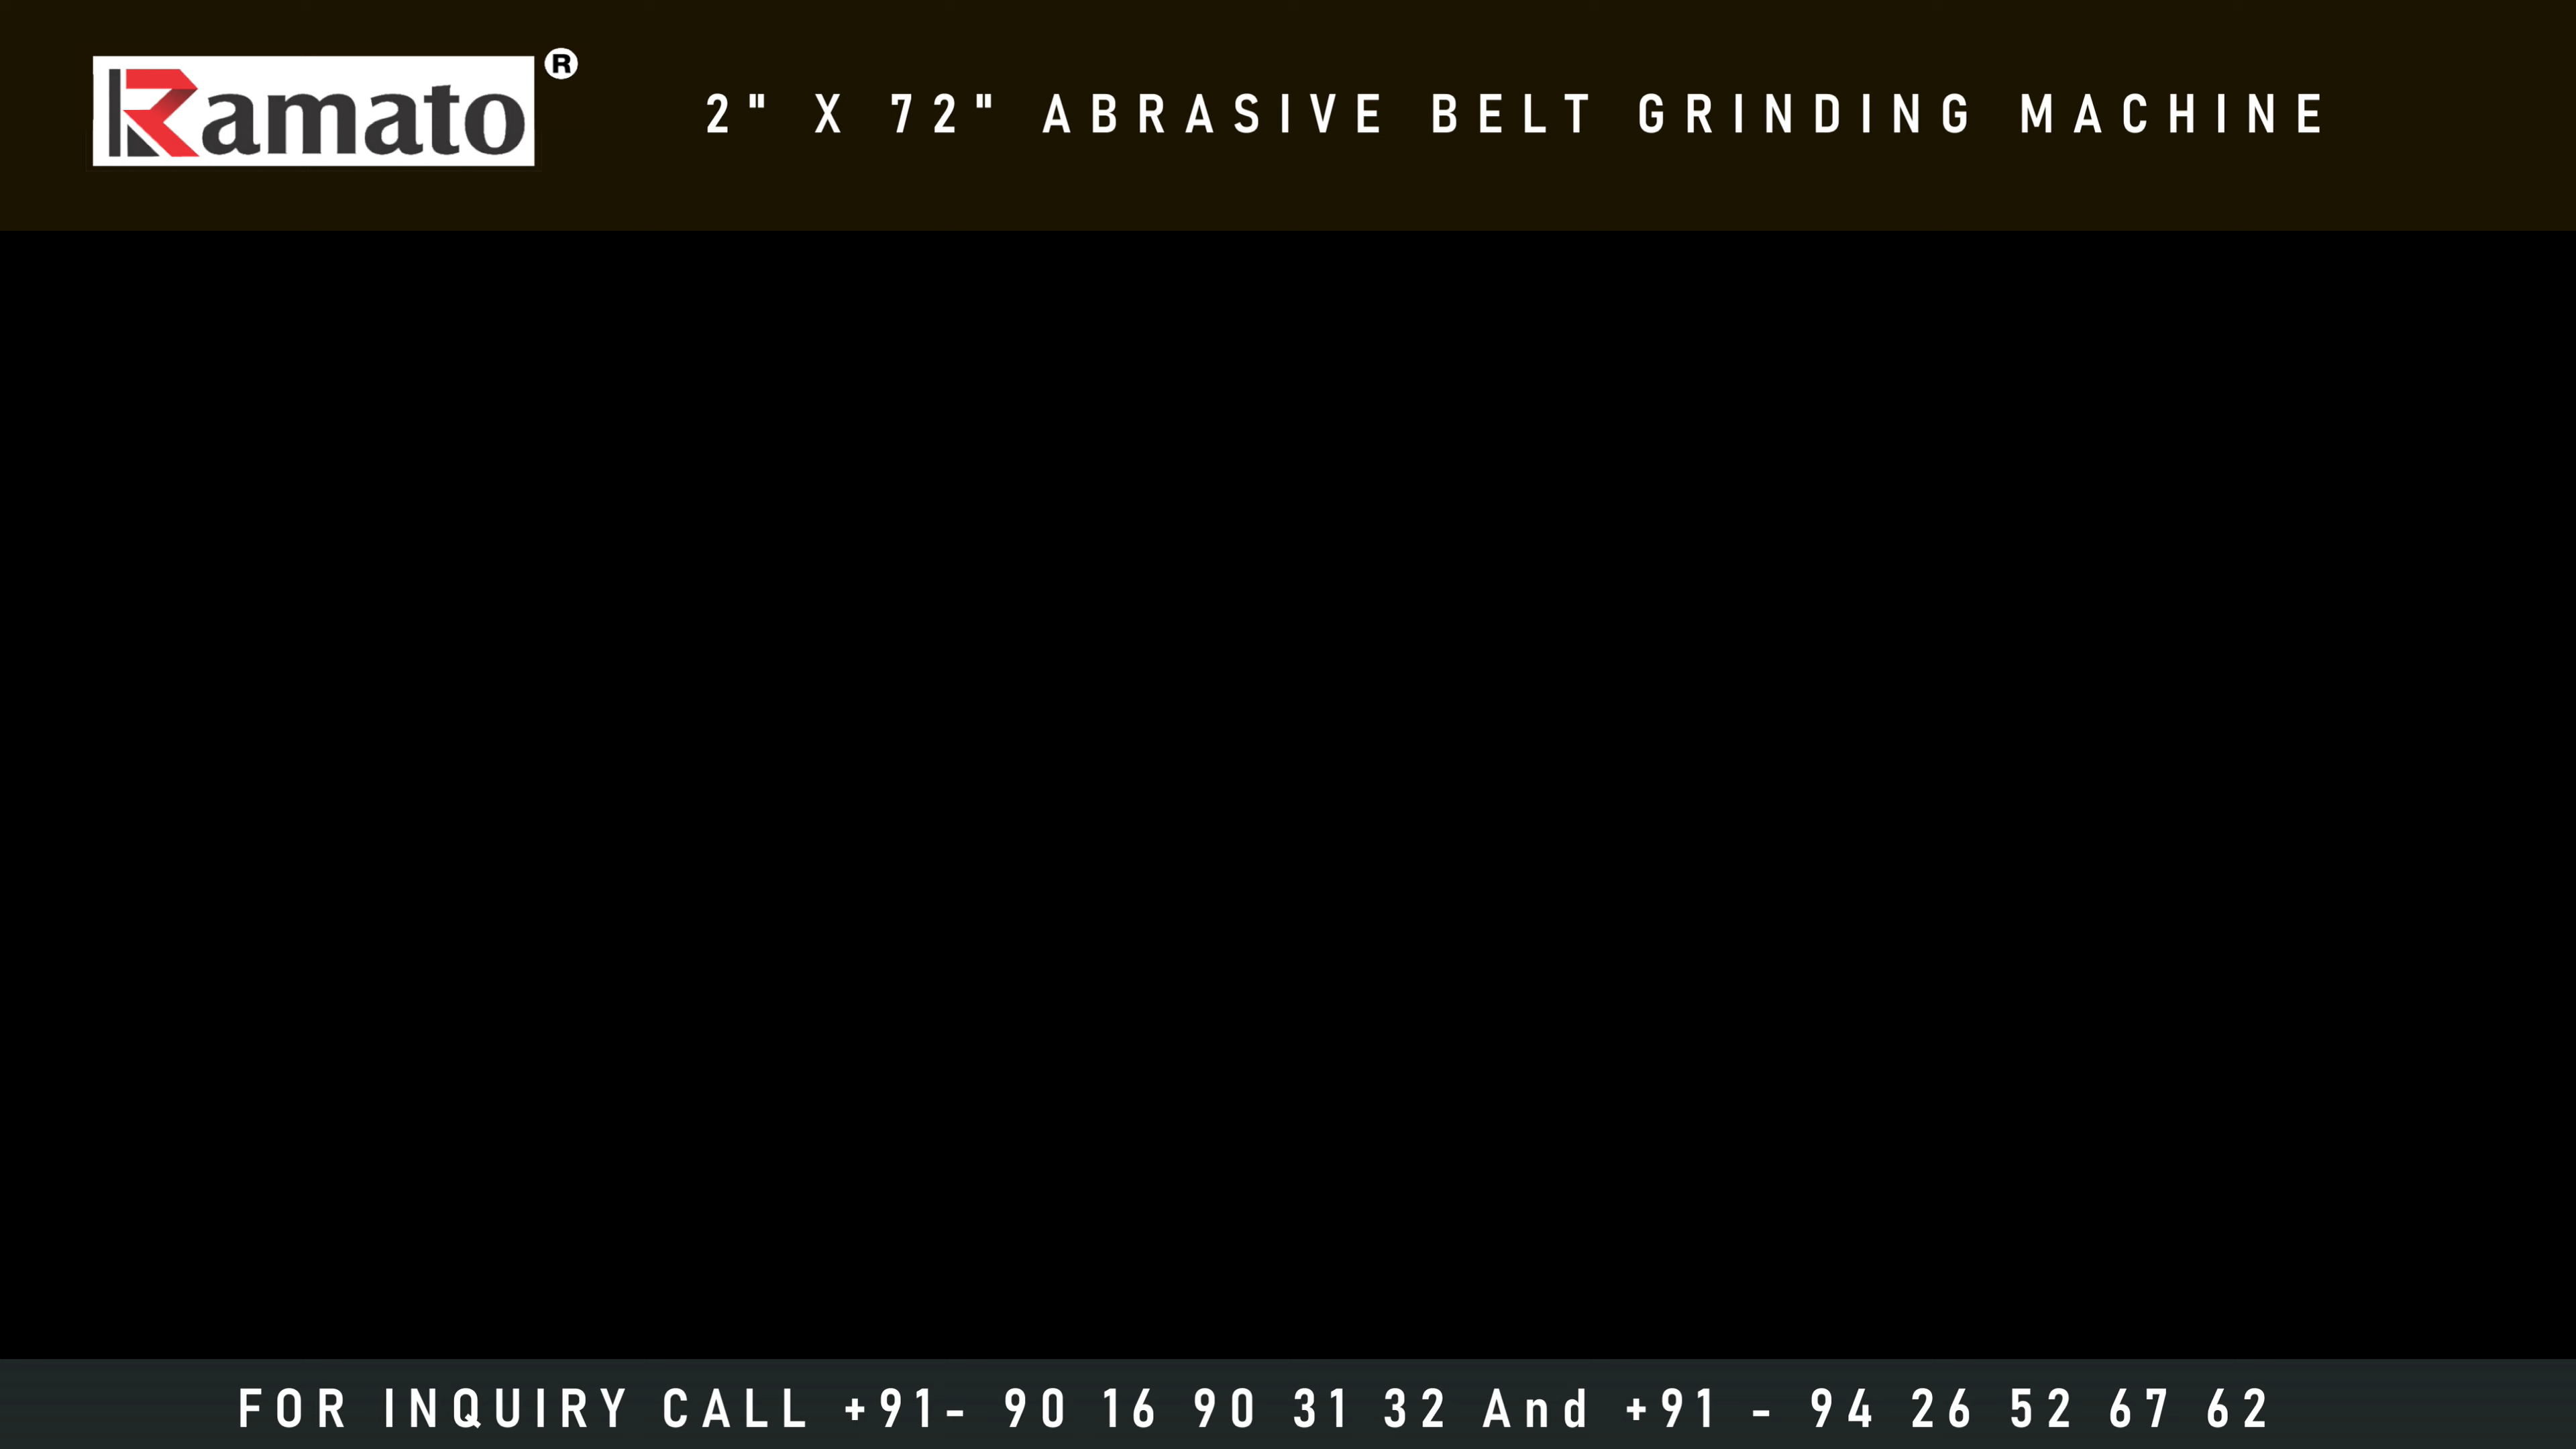 Ramato ®
2" X 72" ABRASIVE BELT GRINDING MACHINE
FOR INQUIRY CALL +91- 90 16 90 31 32 And +91 - 94 26 52 67 62